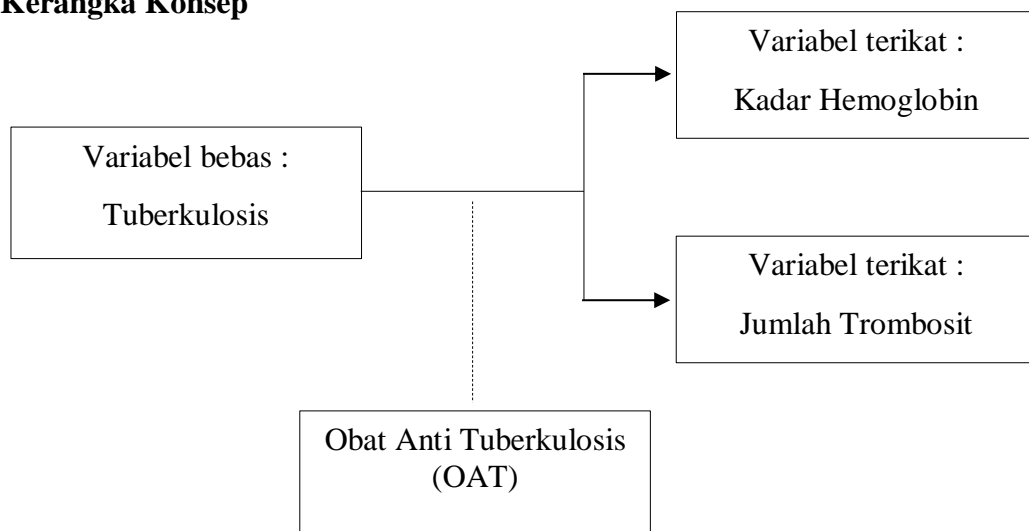 Kerangka Konsep
Variabel terikat :
Kadar Hemoglobin
Variabel bebas :
Tuberkulosis
Variabel terikat :
Jumlah Trombosit
Obat Anti Tuberkulosis
(OAT)